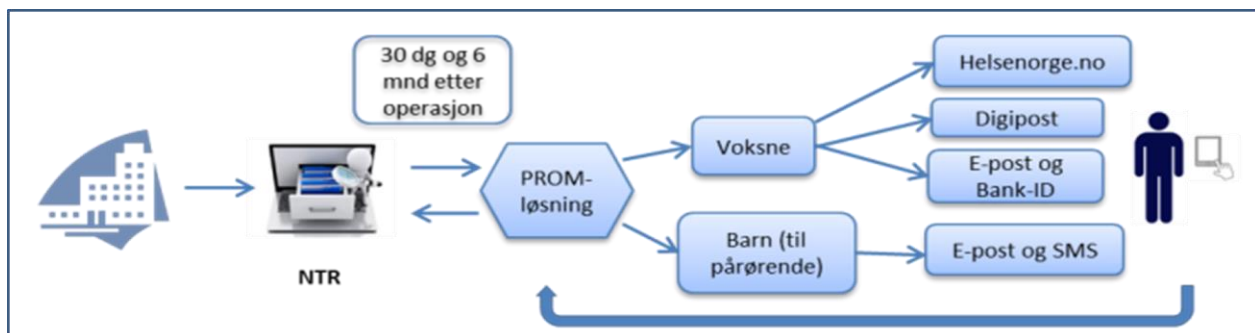 30 dg og 6
mnd etter
operasjon
NTR
PROM-
løsning
Voksne
Barn (til
pårørende)
Helsenorge.no
Digipost
E-post og
Bank-ID
E-post og SMS